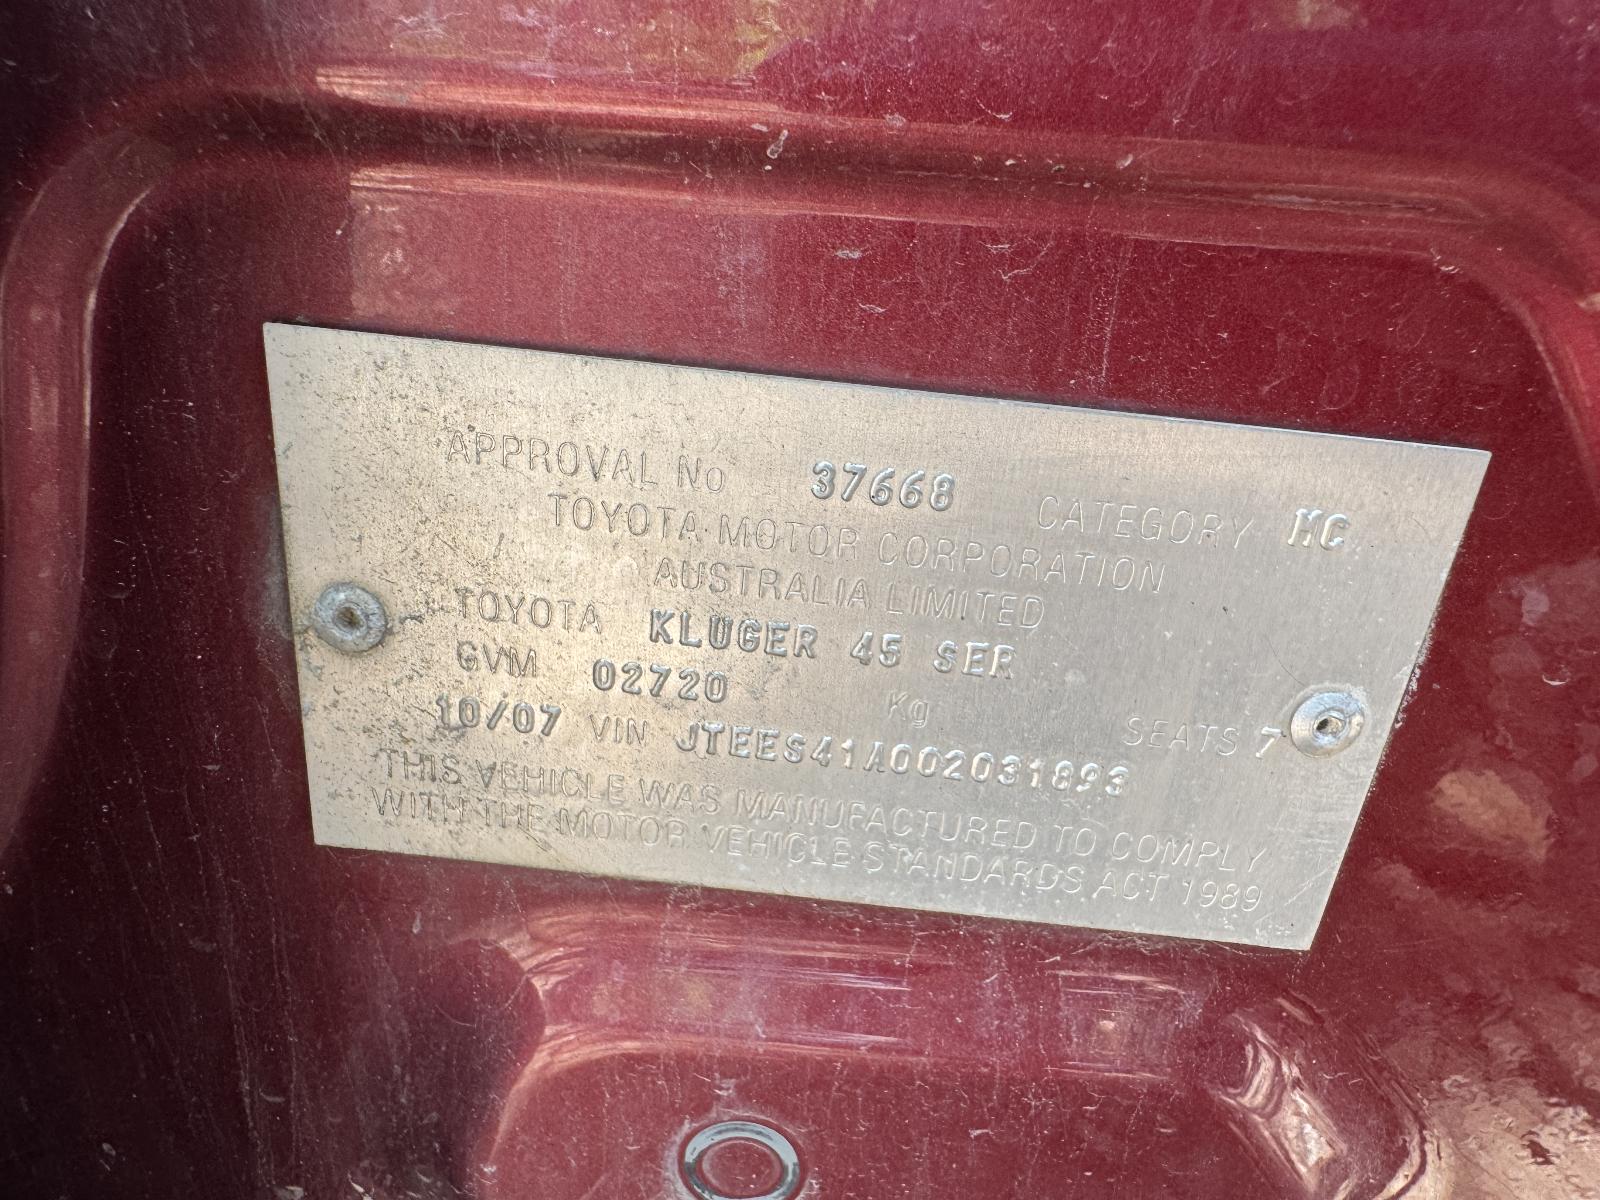 APPROVAL No 37668 CATEGORY MC
TOYOTA MOTOR CORPORATION
AUSTRALIA LIMITED
TOYOTA KLUGER 45 SER
GVM 02720 Kg SEATS 7
10/07 VIN JTEES41A002031893
THIS VEHICLE WAS MANUFACTURED TO COMPLY
WITH THE MOTOR VEHICLE STANDARDS ACT 1989